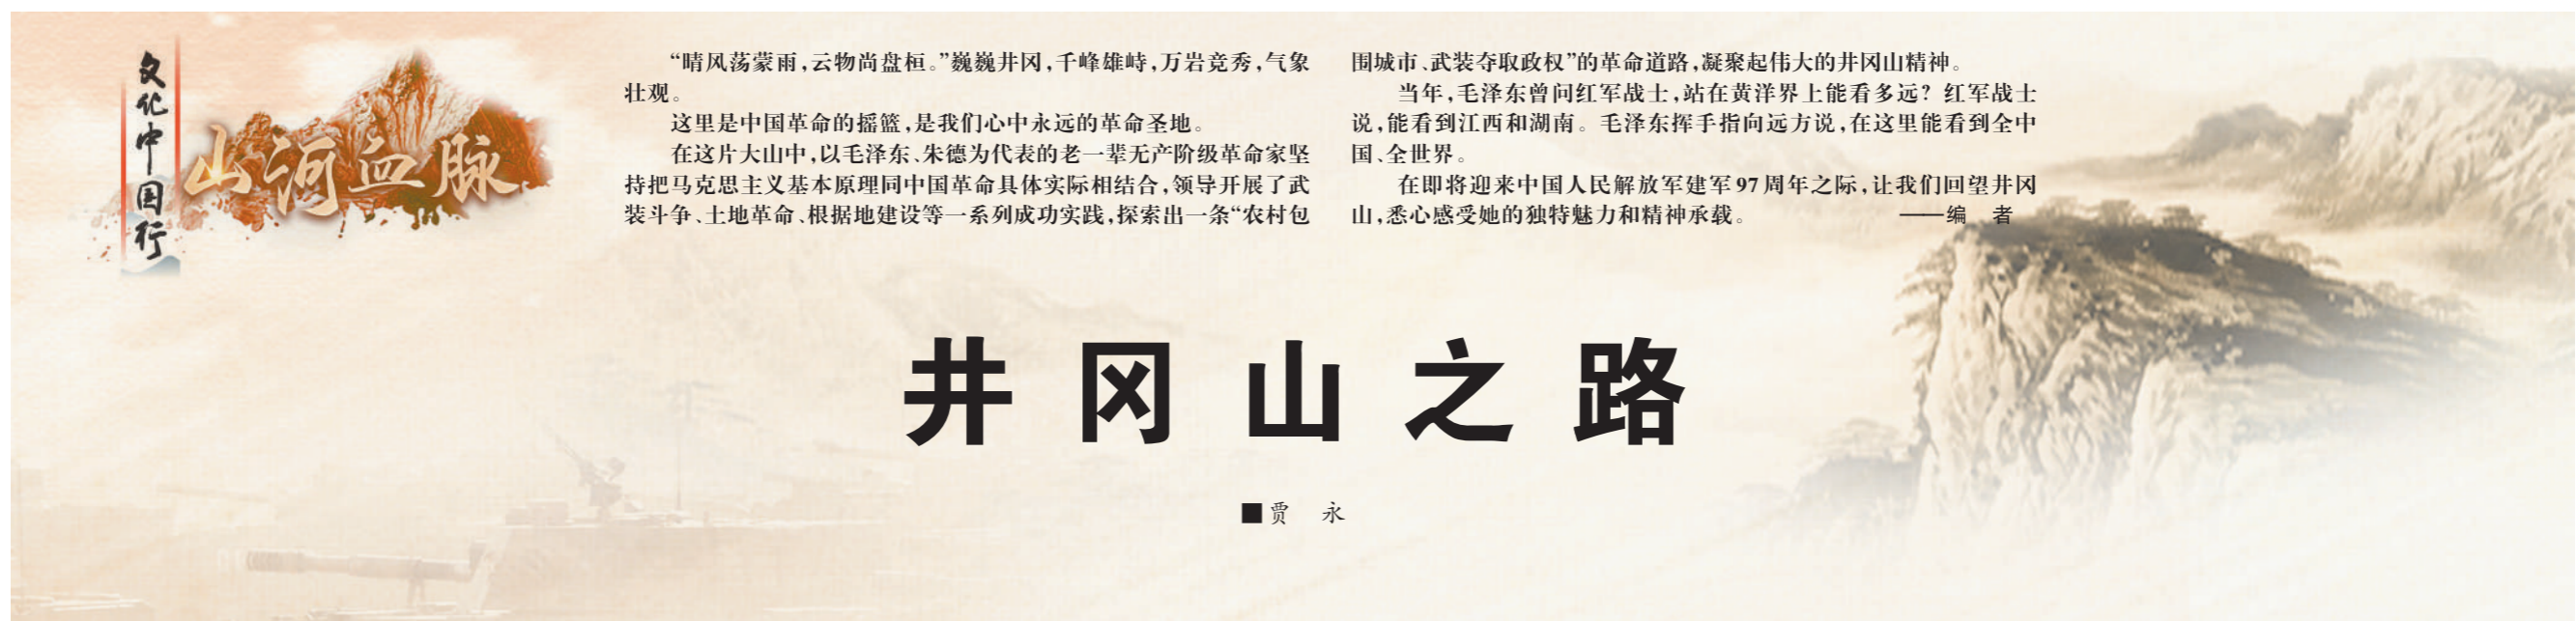 文化中国行
山河血脉
“晴风荡蒙雨，云物尚盘桓。”巍巍井冈，千峰雄峙，万岩竞秀，气象
壮观。
这里是中国革命的摇篮，是我们心中永远的革命圣地。
在这片大山中，以毛泽东、朱德为代表的老一辈无产阶级革命家坚
持把马克思主义基本原理同中国革命具体实际相结合，领导开展了武
装斗争、土地革命、根据地建设等一系列成功实践，探索出一条“农村包
围城市、武装夺取政权”的革命道路，凝聚起伟大的井冈山精神。
当年，毛泽东曾问红军战士，站在黄洋界上能看多远？红军战士
说，能看到江西和湖南。毛泽东挥手指向远方说，在这里能看到全中
国、全世界。
在即将迎来中国人民解放军建军97周年之际，让我们回望井冈
山，悉心感受她的独特魅力和精神承载。 ——编 者
井冈山之路
■贾 永